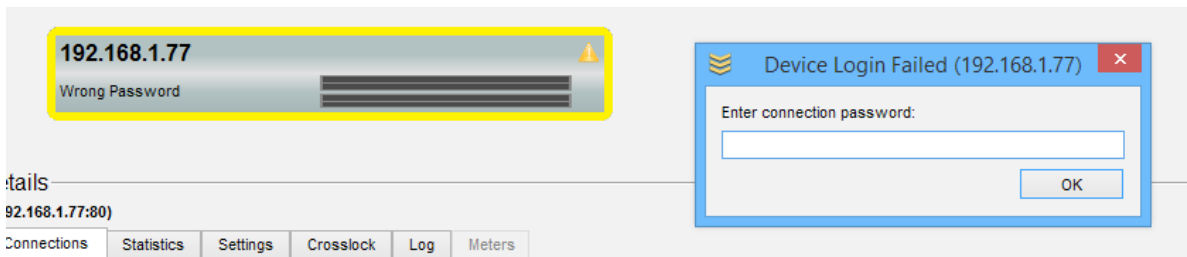 192.168.1.77
Wrong Password
Device Login Failed (192.168.1.77)
Enter connection password:
OK
etails
92.168.1.77:80)
Connections Statistics Settings Crosslock Log Meters